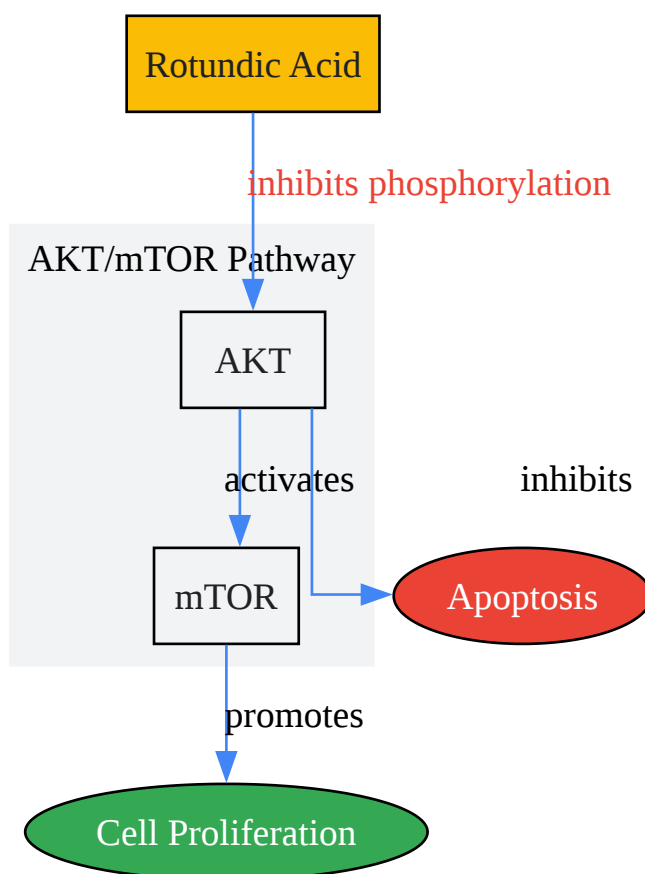 Rotundic Acid
inhibits phosphorylation
AKT/mTOR Pathway
AKT
activates
inhibits
mTOR
Apoptosis
promotes
Cell Proliferation